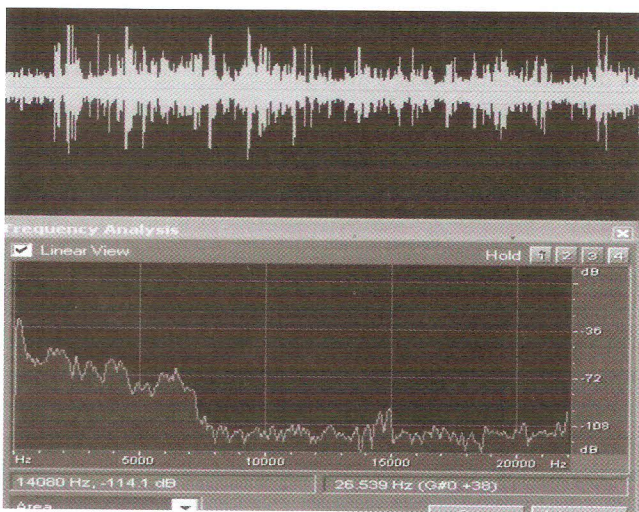 Frequency Analysis
Linear View Hold 1 2 3 4
dB
-36
-72
-108
dB
Hz 5000 10000 15000 20000 Hz
14080 Hz, -114.1 dB 26.539 Hz (G#0 +38)
Area